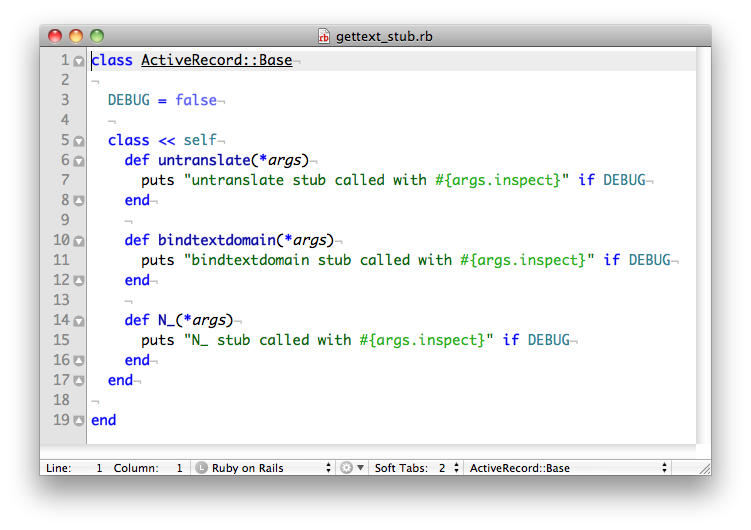 gettext_stub.rb
1 class ActiveRecord::Base¬
2 ¬
3   DEBUG = false¬
4   ¬
5   class << self¬
6     def untranslate(*args)¬
7       puts "untranslate stub called with #{args.inspect}" if DEBUG¬
8     end¬
9     ¬
10     def bindtextdomain(*args)¬
11       puts "bindtextdomain stub called with #{args.inspect}" if DEBUG¬
12     end¬
13     ¬
14     def N_(*args)¬
15       puts "N_ stub called with #{args.inspect}" if DEBUG¬
16     end¬
17   end¬
18 ¬
19 end
Line: 1 Column: 1 L Ruby on Rails Soft Tabs: 2 ActiveRecord::Base